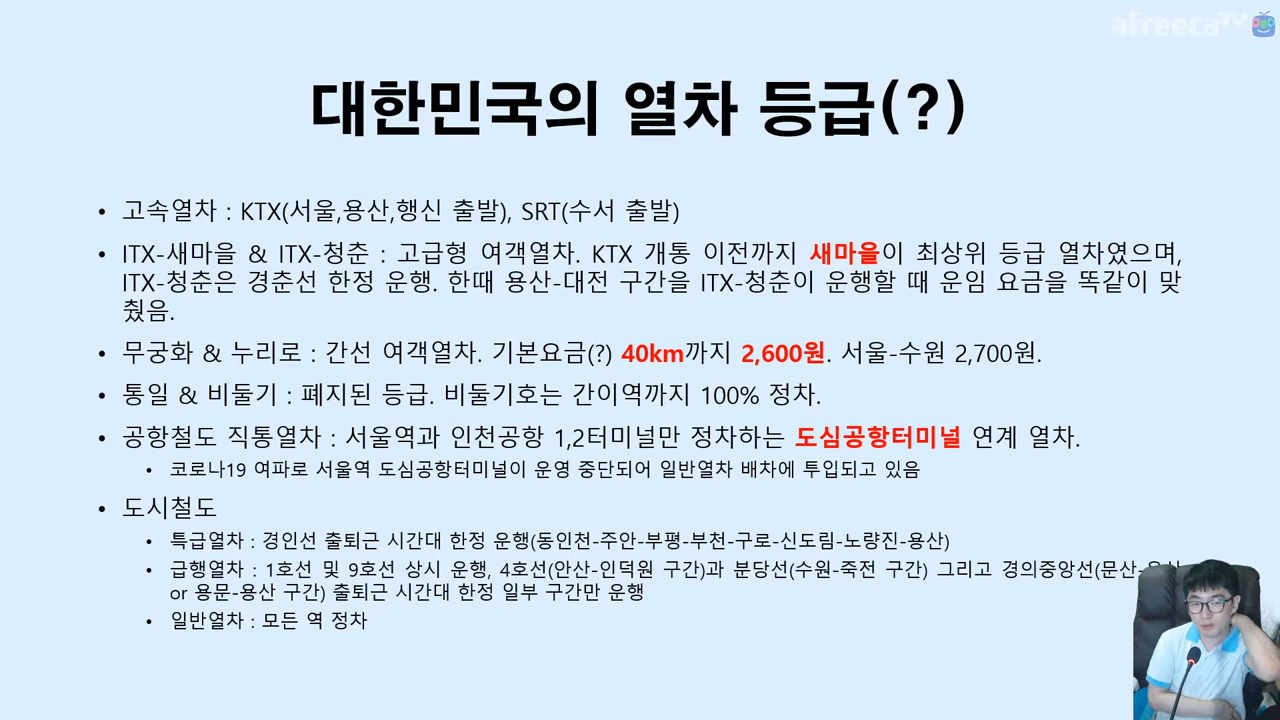 afreecaTV
대한민국의 열차 등급(?)
• 고속열차 : KTX(서울,용산,행신 출발), SRT(수서 출발)
• ITX-새마을 & ITX-청춘 : 고급형 여객열차. KTX 개통 이전까지 새마을이 최상위 등급 열차였으며,
ITX-청춘은 경춘선 한정 운행. 한때 용산-대전 구간을 ITX-청춘이 운행할 때 운임 요금을 똑같이 맞
췄음.
• 무궁화 & 누리로 : 간선 여객열차. 기본요금(?) 40km까지 2,600원. 서울-수원 2,700원.
• 통일 & 비둘기 : 폐지된 등급. 비둘기호는 간이역까지 100% 정차.
• 공항철도 직통열차 : 서울역과 인천공항 1,2터미널만 정차하는 도심공항터미널 연계 열차.
• 코로나19 여파로 서울역 도심공항터미널이 운영 중단되어 일반열차 배차에 투입되고 있음
• 도시철도
• 특급열차 : 경인선 출퇴근 시간대 한정 운행(동인천-주안-부평-부천-구로-신도림-노량진-용산)
• 급행열차 : 1호선 및 9호선 상시 운행, 4호선(안산-인덕원 구간)과 분당선(수원-죽전 구간) 그리고 경의중앙선(문산-용산
or 용문-용산 구간) 출퇴근 시간대 한정 일부 구간만 운행
• 일반열차 : 모든 역 정차